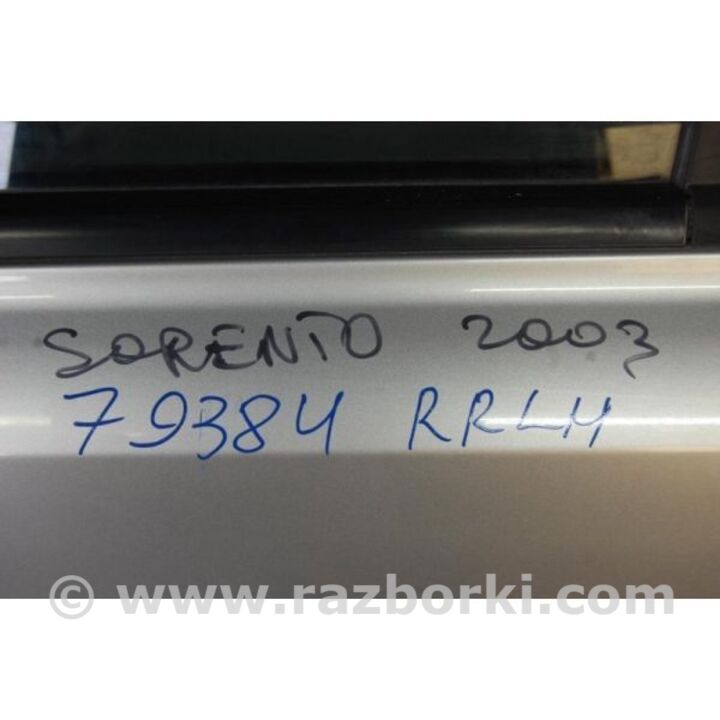 SORENTO 2003
79384 RRLH
© www.razborki.com